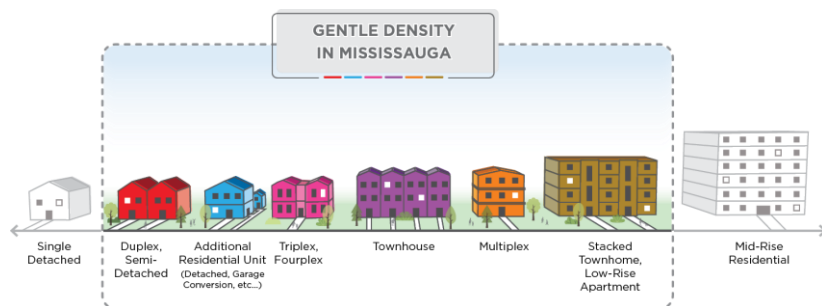 GENTLE DENSITY
IN MISSISSAUGA
Single
Detached
Duplex,
Semi-
Detached
Additional
Residential Unit
(Detached, Garage
Conversion, etc...)
Triplex,
Fourplex
Townhouse
Multiplex
Stacked
Townhome,
Low-Rise
Apartment
Mid-Rise
Residential